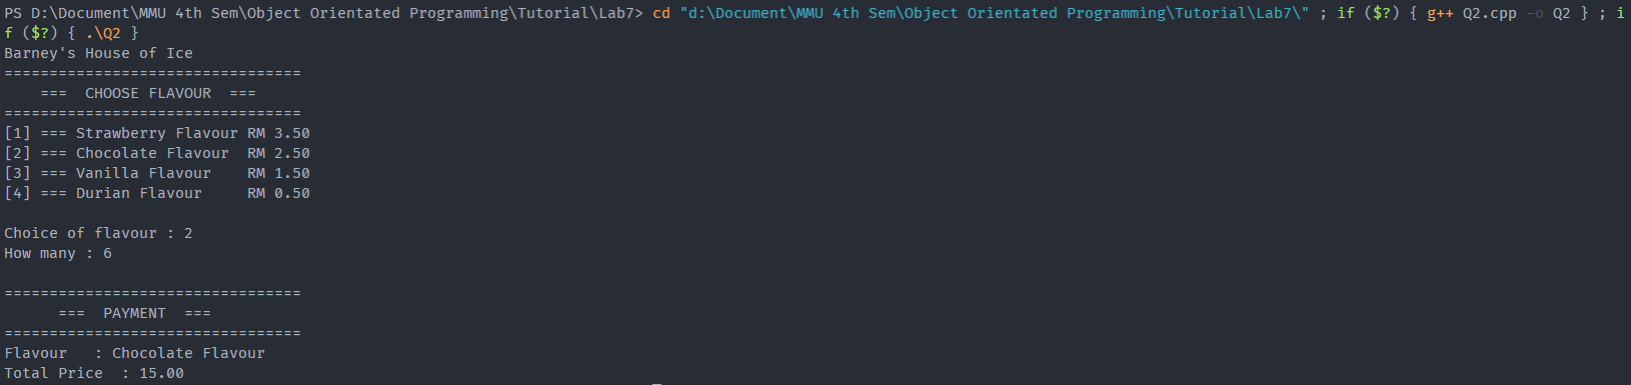 PS D:\Document\MMU 4th Sem\Object Orientated Programming\Tutorial\Lab7> cd "d:\Document\MMU 4th Sem\Object Orientated Programming\Tutorial\Lab7\" ; if ($?) { g++ Q2.cpp -o Q2 } ; i
f ($?) { .\Q2 }
Barney's House of Ice
=================================
    ===  CHOOSE FLAVOUR  ===
=================================
[1] === Strawberry Flavour RM 3.50
[2] === Chocolate Flavour  RM 2.50
[3] === Vanilla Flavour    RM 1.50
[4] === Durian Flavour     RM 0.50
Choice of flavour : 2
How many : 6
=================================
      ===  PAYMENT  ===
=================================
Flavour   : Chocolate Flavour
Total Price  : 15.00